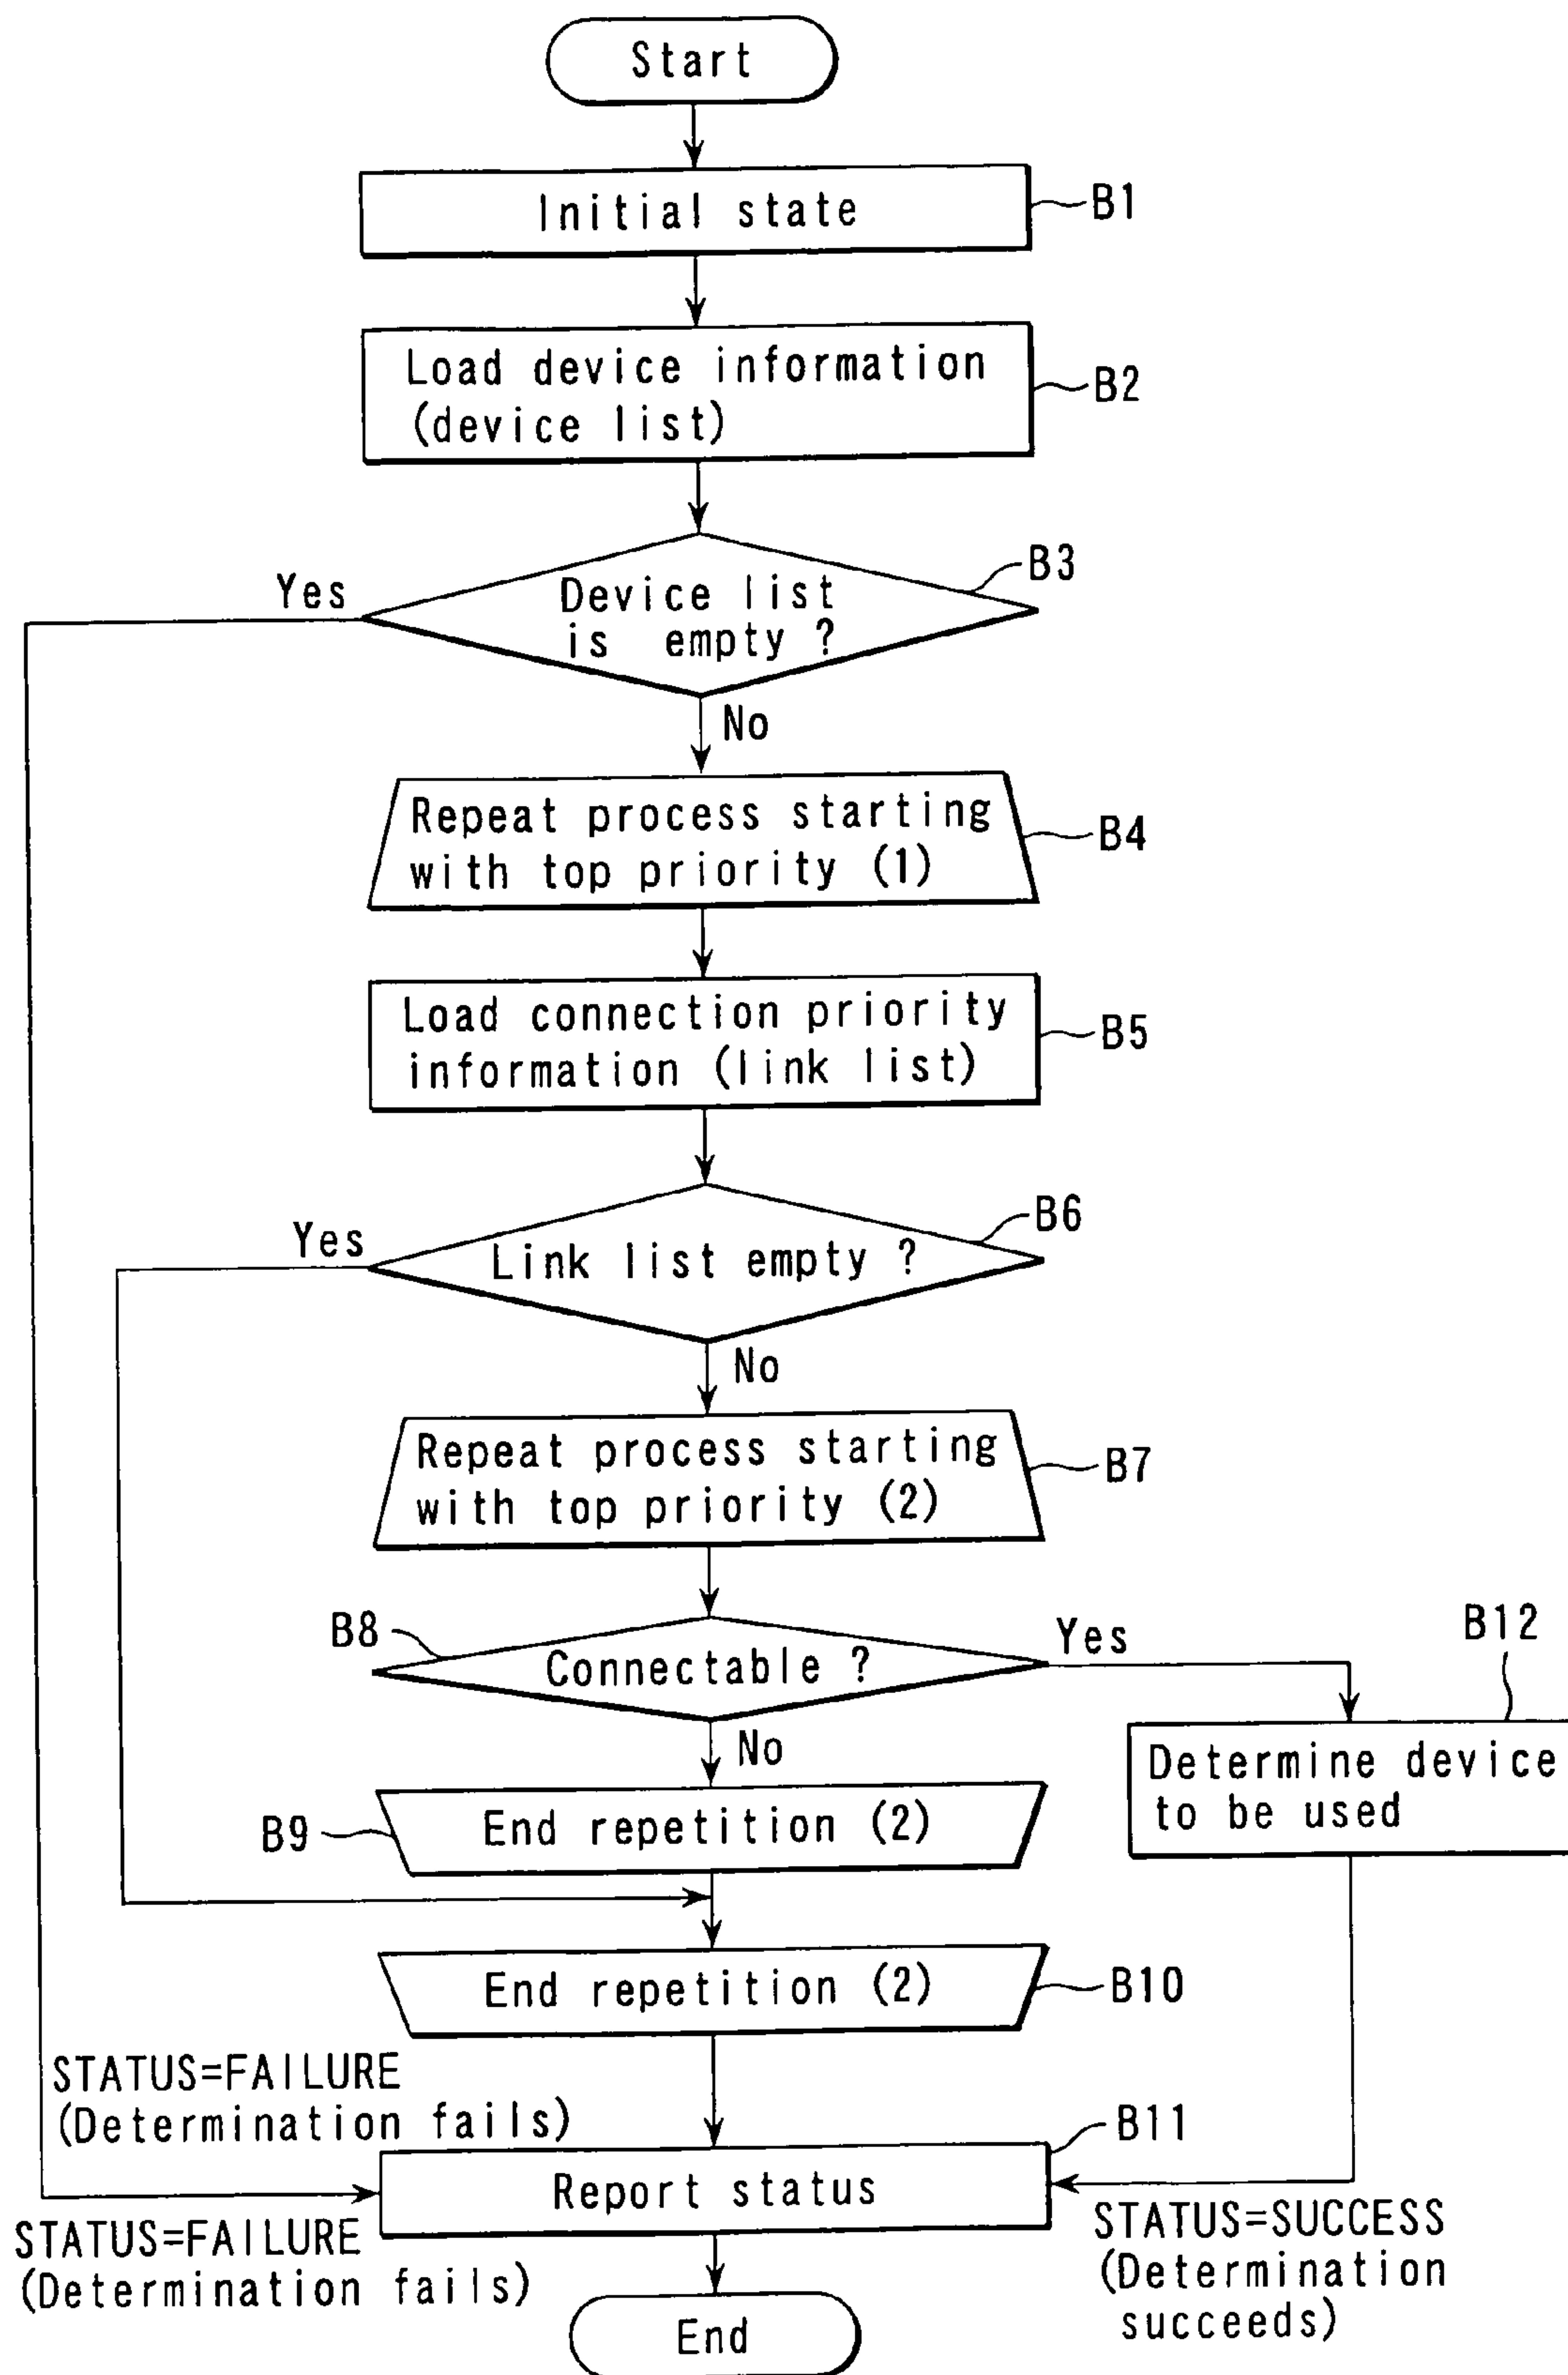 Start
Initial state
B1
Load device information
(device list)
B2
B3
Yes
Device list
is empty ?
No
Repeat process starting
with top priority (1)
B4
Load connection priority
information (link list)
B5
B6
Yes
Link list empty ?
No
Repeat process starting
with top priority (2)
B7
B8
Connectable ?
Yes
B12
No
Determine device
to be used
B9
End repetition (2)
End repetition (2)
B10
STATUS=FAILURE
(Determination fails)
B11
Report status
STATUS=FAILURE
(Determination fails)
STATUS=SUCCESS
(Determination
succeeds)
End